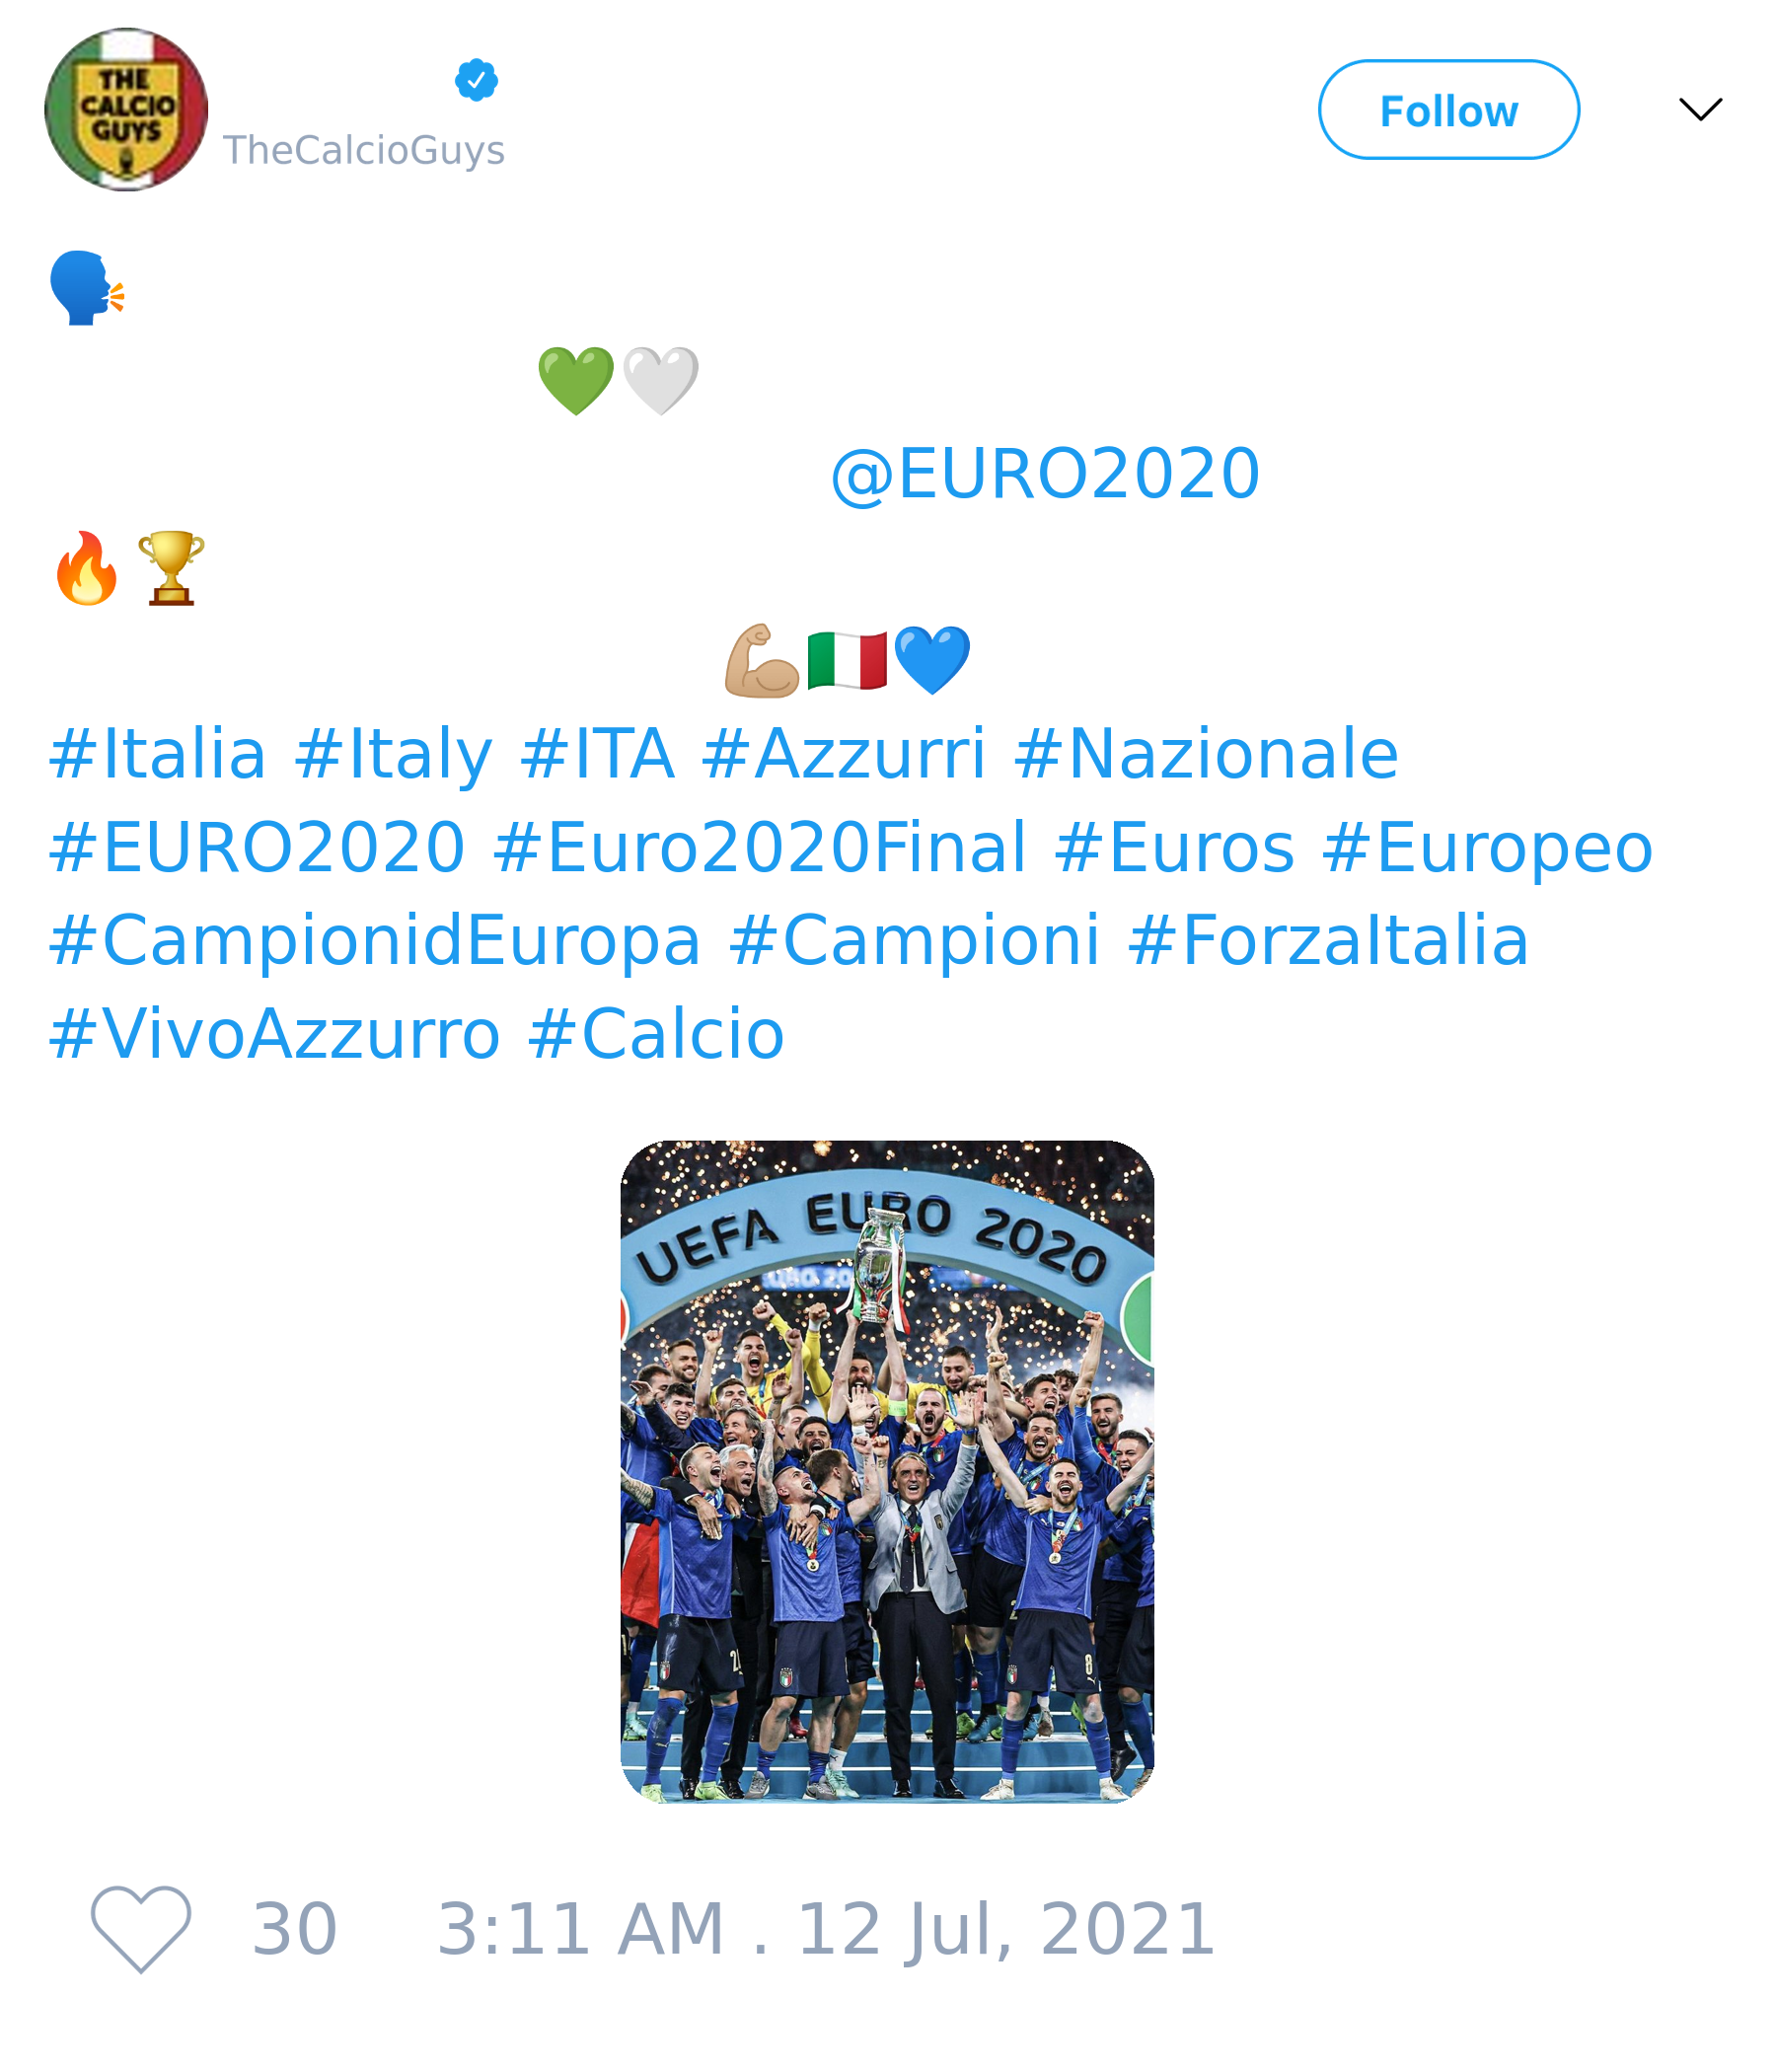 THE
CALCIO
GUYS
TheCalcioGuys
Follow
🗣
💚🤍
@EURO2020
🔥🏆
💪🏼🇮🇹💙
#Italia #Italy #ITA #Azzurri #Nazionale
#EURO2020 #Euro2020Final #Euros #Europeo
#CampionidEuropa #Campioni #ForzaItalia
#VivoAzzurro #Calcio
UEFA EURO 2020
8
30 3:11 AM . 12 Jul, 2021